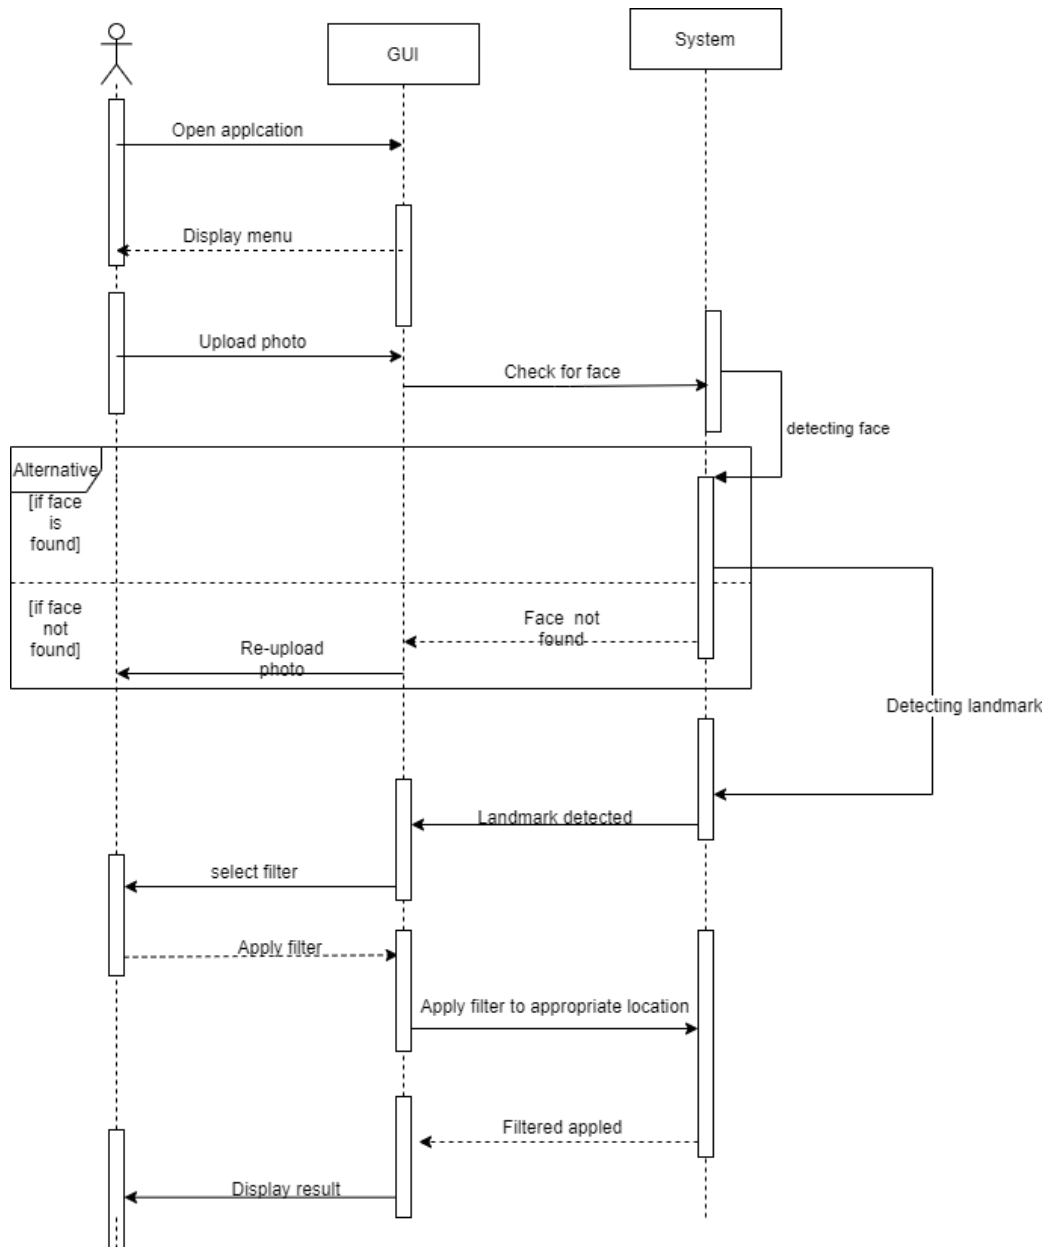 GUI
System
Open applcation
Display menu
Upload photo
Check for face
detecting face
Alternative
[if face
is
found]
[if face
not
found]
Face not
found
Re-upload
photo
Detecting landmark
Landmark detected
select filter
Apply filter
Apply filter to appropriate location
Filtered appled
Display result